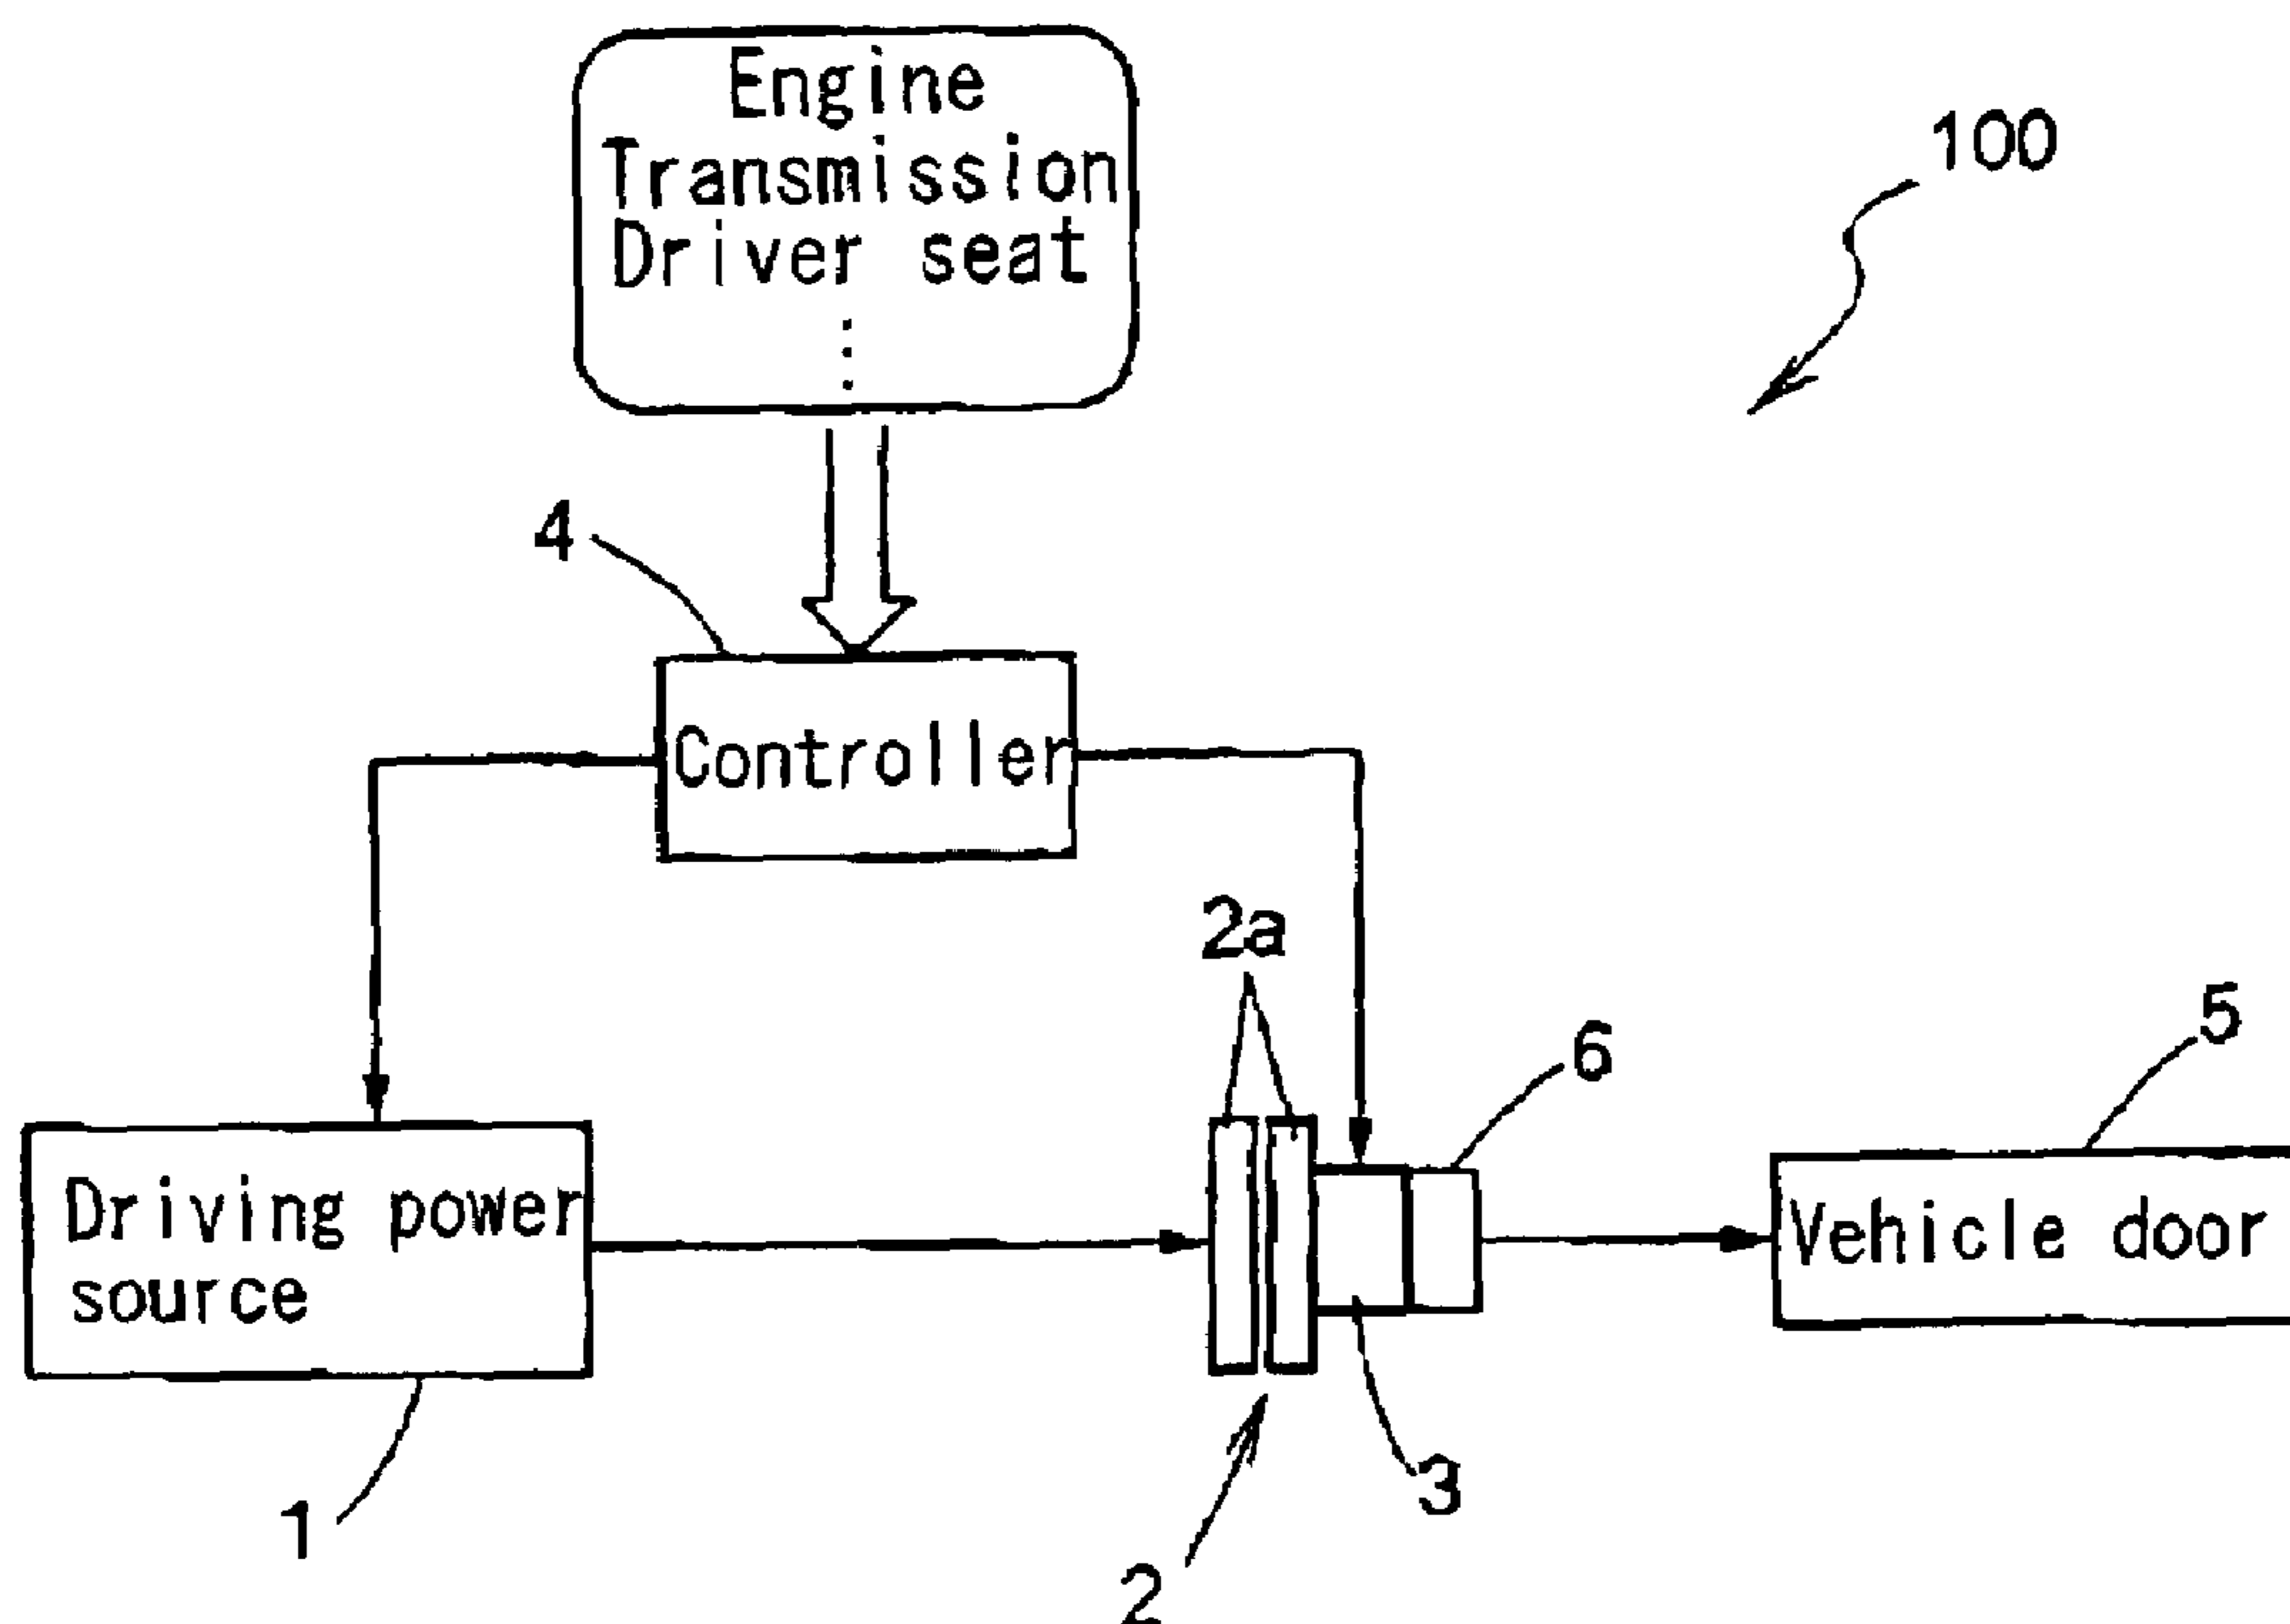 Engine
Transmission
Driver seat
100
4
Controller
2a
6
5
Driving power
source
Vehicle door
1
2
3